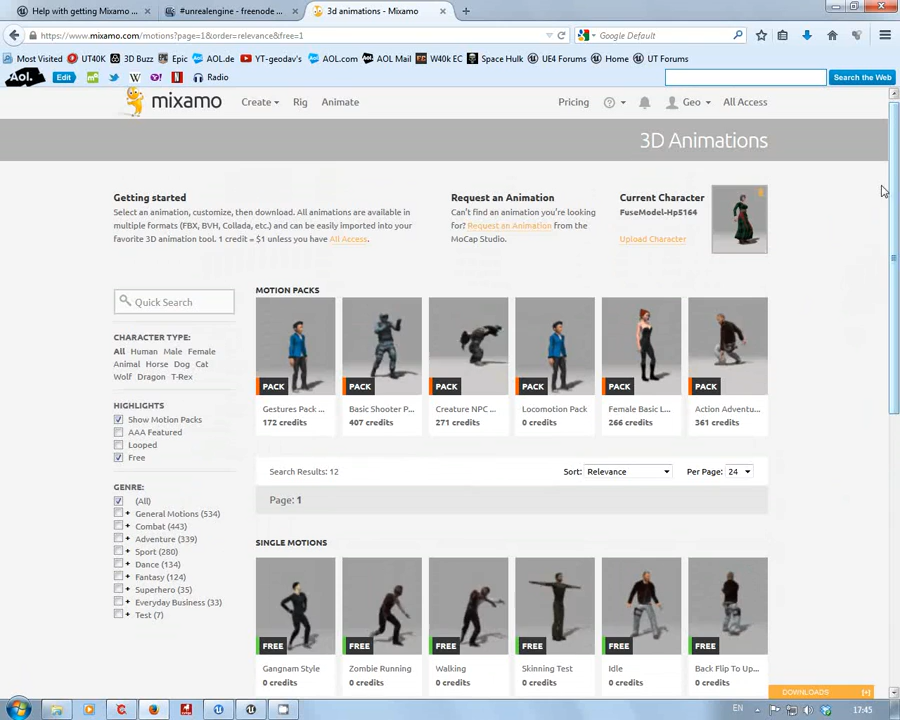 Help with getting Mixamo ... ×
#unrealengine - freenode ... ×
3d animations - Mixamo ×
https://www.mixamo.com/motions?page=1&order=relevance&free=1
Google Default
Most Visited UT40K 3D Buzz Epic AOL.de YT-geodav's AOL.com AOL Mail W40k EC Space Hulk UE4 Forums Home UT Forums
Aol. Edit Radio Search the Web
mixamo Create Rig Animate Pricing Geo All Access
3D Animations
Getting started
Select an animation, customize, then download. All animations are available in
multiple formats (FBX, BVH, Collada, etc.) and can be easily imported into your
favorite 3D animation tool. 1 credit = $1 unless you have All Access.
Request an Animation
Can't find an animation you're looking
for? Request an Animation from the
MoCap Studio.
Current Character
FuseModel-Hp5164
Upload Character
Quick Search
CHARACTER TYPE:
All Human Male Female
Animal Horse Dog Cat
Wolf Dragon T-Rex
HIGHLIGHTS
Show Motion Packs
AAA Featured
Looped
Free
GENRE:
(All)
General Motions (534)
Combat (443)
Adventure (339)
Sport (280)
Dance (134)
Fantasy (124)
Superhero (35)
Everyday Business (33)
Test (7)
MOTION PACKS
PACK PACK PACK PACK PACK PACK
Gestures Pack ... Basic Shooter P... Creature NPC ... Locomotion Pack Female Basic L... Action Adventu...
172 credits 407 credits 271 credits 0 credits 266 credits 361 credits
Search Results: 12 Sort: Relevance Per Page: 24
Page: 1
SINGLE MOTIONS
FREE FREE FREE FREE FREE FREE
Gangnam Style Zombie Running Walking Skinning Test Idle Back Flip To Up...
0 credits 0 credits 0 credits 0 credits 0 credits 0 credits
DOWNLOADS [+]
EN 17:45